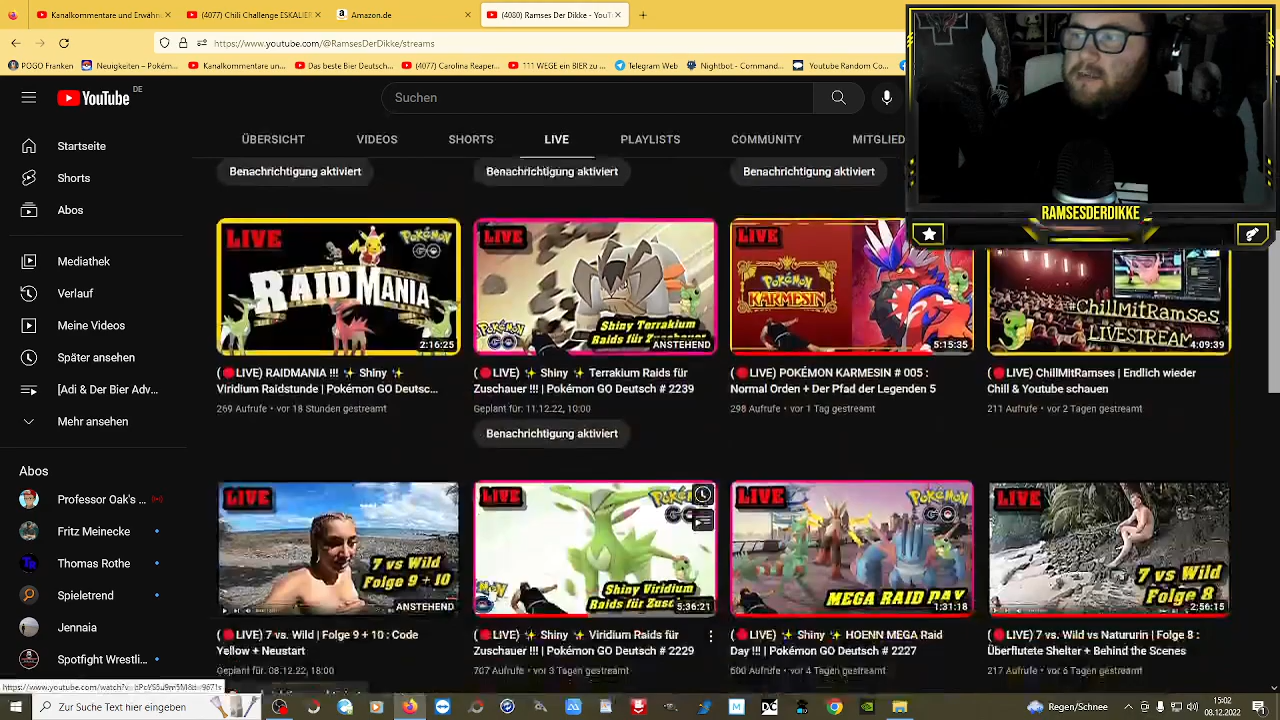 Kanalkommentare und Erwähn
(4077) Chili Challenge ESKALIER
Amazon.de
(4080) Ramses Der Dikke - YouT
https://www.youtube.com/@RamsesDerDikke/streams
POGO Franken
Neuigkeiten – Pokém...
Kanalkommentare un...
Das beste Bier Deutsch...
(4077) Carolina Reaper...
111 WEGE ein BIER zu ...
Telegram Web
Nightbot - Comman...
Youtube Random Co...
YouTube DE
Suchen
RAMSESDERDIKKE
ÜBERSICHT
VIDEOS
SHORTS
LIVE
PLAYLISTS
COMMUNITY
MITGLIED
Startseite
Shorts
Abos
Mediathek
Verlauf
Meine Videos
Später ansehen
[Adi & Der Bier Adv...
Mehr ansehen
Abos
Professor Oak's ...
Fritz Meinecke
Thomas Rothe
Spieletrend
Jennaia
Spotfight Wrestli...
Benachrichtigung aktiviert
Benachrichtigung aktiviert
Benachrichtigung aktiviert
LIVE
POKéMON
GO
RAID MANIA
2:16:25
LIVE
POKéMON
GO
Shiny Terrakium
Raids für Zuschauer !!!
ANSTEHEND
LIVE
POKéMON
KARMESIN
5:15:35
#ChillMitRamses
LIVESTREAM
4:09:39
(🔴LIVE) RAIDMANIA !!! ✨ Shiny ✨
Viridium Raidstunde | Pokémon GO Deutsc...
269 Aufrufe • vor 18 Stunden gestreamt
(🔴LIVE) ✨ Shiny ✨ Terrakium Raids für
Zuschauer !!! | Pokémon GO Deutsch # 2239
Geplant für: 11.12.22, 10:00
Benachrichtigung aktiviert
(🔴LIVE) POKÉMON KARMESIN # 005 :
Normal Orden + Der Pfad der Legenden 5
298 Aufrufe • vor 1 Tag gestreamt
(🔴LIVE) ChillMitRamses | Endlich wieder
Chill & Youtube schauen
211 Aufrufe • vor 2 Tagen gestreamt
LIVE
7 vs Wild
Folge 9 + 10
ANSTEHEND
LIVE
Shiny Viridium
Raids für
5:36:21
LIVE
POKéMON
GO
MEGA RAID DAY
1:31:18
LIVE
7 vs Wild
Folge 8
2:56:15
(🔴LIVE) 7 vs. Wild | Folge 9 + 10 : Code
Yellow + Neustart
Geplant für: 08.12.22, 18:00
(🔴LIVE) ✨ Shiny ✨ Viridium Raids für
Zuschauer !!! | Pokémon GO Deutsch # 2229
707 Aufrufe • vor 3 Tagen gestreamt
(🔴LIVE) ✨ Shiny ✨ HOENN MEGA Raid
Day !!! | Pokémon GO Deutsch # 2227
500 Aufrufe • vor 4 Tagen gestreamt
(🔴LIVE) 7 vs. Wild vs Natururin | Folge 8 :
Überflutete Shelter + Behind the Scenes
217 Aufrufe • vor 6 Tagen gestreamt
Zur Suche Text hier eingeben
Regen/Schnee
15:02
08.12.2022